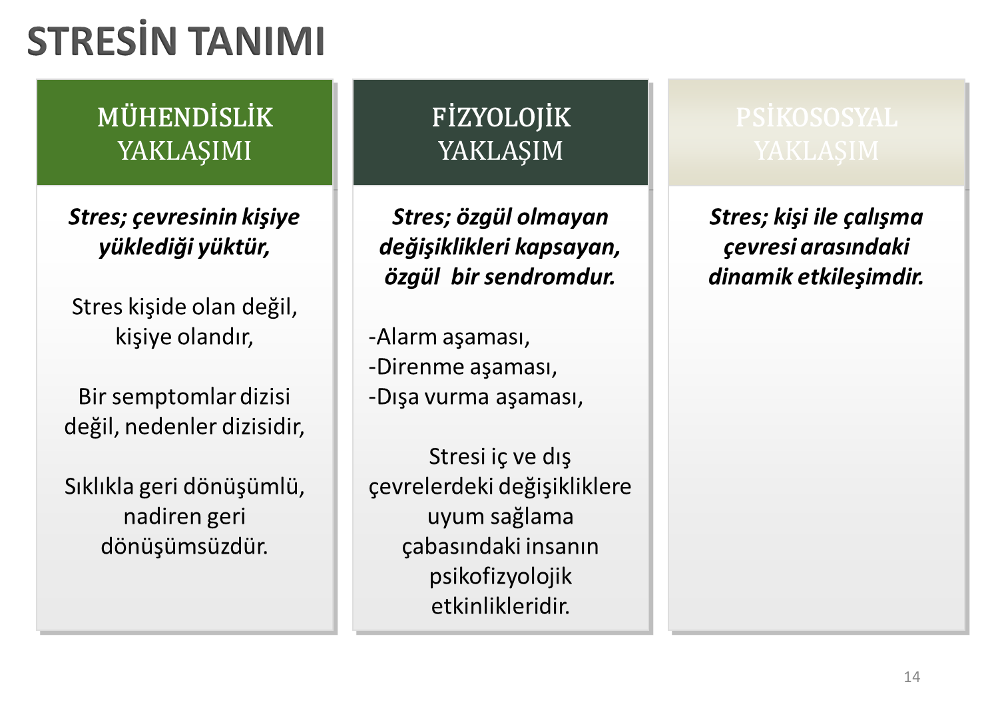 STRESİN TANIMI
MÜHENDİSLİK
YAKLAŞIMI
Stres; çevresinin kişiye
yüklediği yüktür,
Stres kişide olan değil,
kişiye olandır,
Bir semptomlar dizisi
değil, nedenler dizisidir,
Sıklıkla geri dönüşümlü,
nadiren geri
dönüşümsüzdür.
FİZYOLOJİK
YAKLAŞIM
Stres; özgül olmayan
değişiklikleri kapsayan,
özgül  bir sendromdur.
-Alarm aşaması,
-Direnme aşaması,
-Dışa vurma aşaması,
Stresi iç ve dış
çevrelerdeki değişikliklere
uyum sağlama
çabasındaki insanın
psikofizyolojik
etkinlikleridir.
PSİKOSOSYAL
YAKLAŞIM
Stres; kişi ile çalışma
çevresi arasındaki
dinamik etkileşimdir.
14